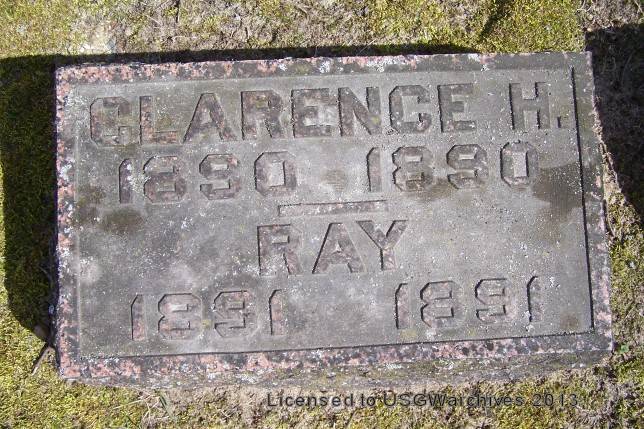 CLARENCE H.
1890 - 1890
RAY
1891 1891
Licensed to USGWarchives 2013